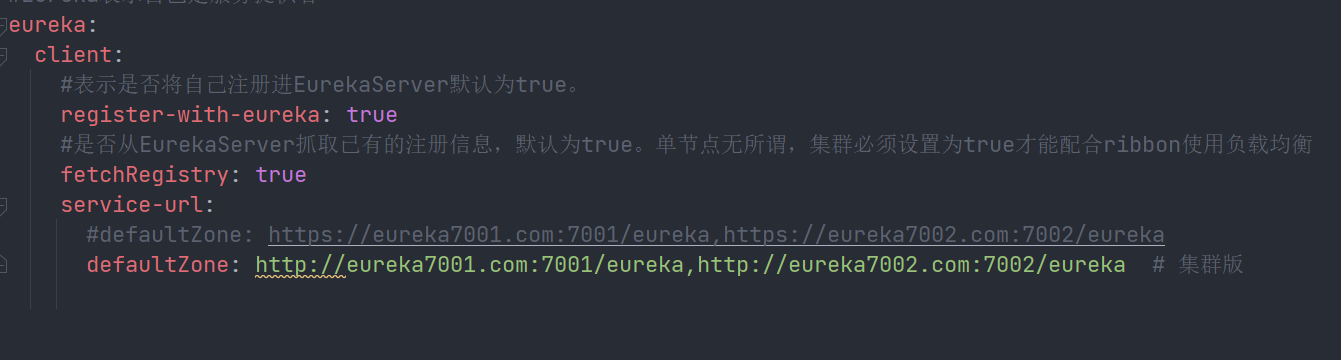 eureka:
client:
#表示是否将自己注册进EurekaServer默认为true。
register-with-eureka: true
#是否从EurekaServer抓取已有的注册信息，默认为true。单节点无所谓，集群必须设置为true才能配合ribbon使用负载均衡
fetchRegistry: true
service-url:
#defaultZone: https://eureka7001.com:7001/eureka,https://eureka7002.com:7002/eureka
defaultZone: http://eureka7001.com:7001/eureka,http://eureka7002.com:7002/eureka # 集群版